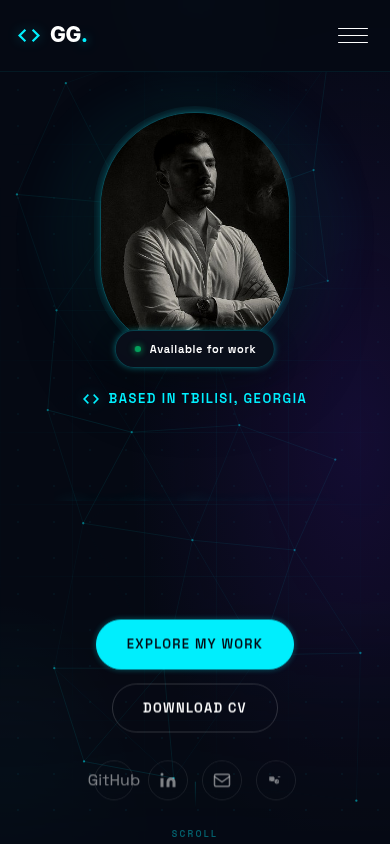 <> GG.
Available for work
<> BASED IN TBILISI, GEORGIA
EXPLORE MY WORK
DOWNLOAD CV
GitHub in
SCROLL